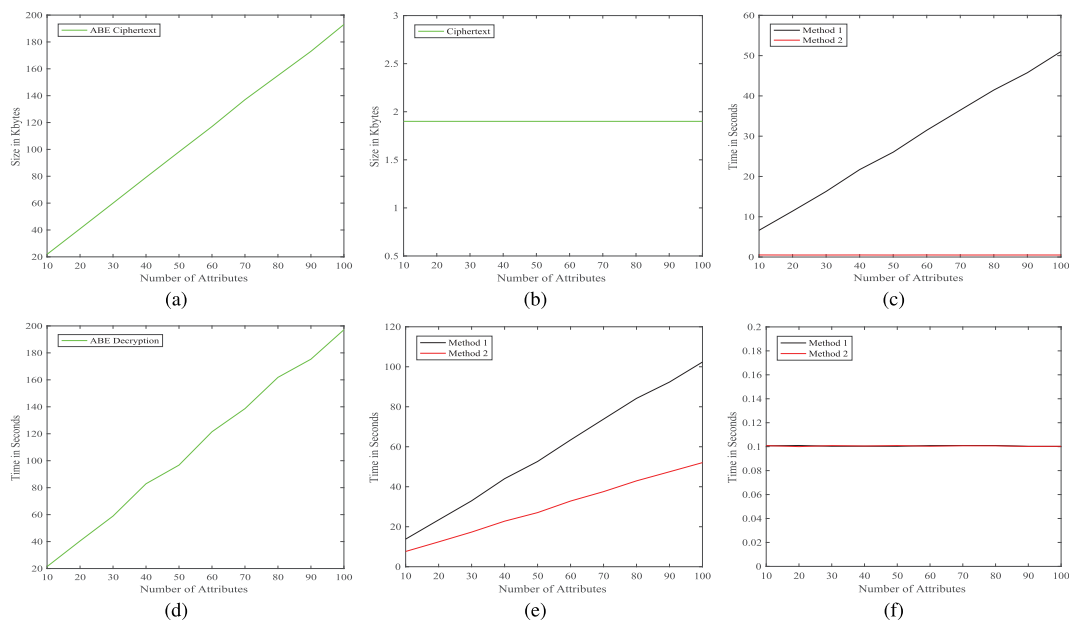 ABE Ciphertext
200
180
160
140
120
100
80
60
40
20
Size in Kbytes
10 20 30 40 50 60 70 80 90 100
Number of Attributes
(a)
Ciphertext
3
2.5
2
1.5
1
0.5
Size in Kbytes
10 20 30 40 50 60 70 80 90 100
Number of Attributes
(b)
Method 1
Method 2
60
50
40
30
20
10
0
Time in Seconds
10 20 30 40 50 60 70 80 90 100
Number of Attributes
(c)
ABE Decryption
200
180
160
140
120
100
80
60
40
20
Time in Seconds
10 20 30 40 50 60 70 80 90 100
Number of Attributes
(d)
Method 1
Method 2
120
100
80
60
40
20
0
Time in Seconds
10 20 30 40 50 60 70 80 90 100
Number of Attributes
(e)
Method 1
Method 2
0.2
0.18
0.16
0.14
0.12
0.1
0.08
0.06
0.04
0.02
0
Time in Seconds
10 20 30 40 50 60 70 80 90 100
Number of Attributes
(f)